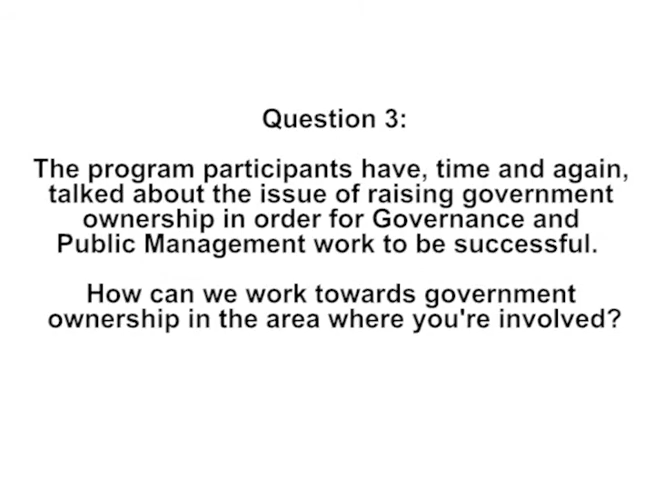 Question 3:
The program participants have, time and again,
talked about the issue of raising government
ownership in order for Governance and
Public Management work to be successful.
How can we work towards government
ownership in the area where you're involved?